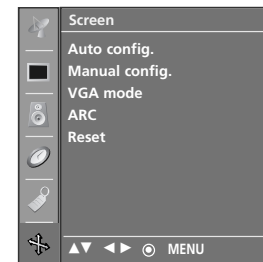 Screen
Auto config.
Manual config.
VGA mode
ARC
Reset
▲▼ ◄► ⦿ MENU